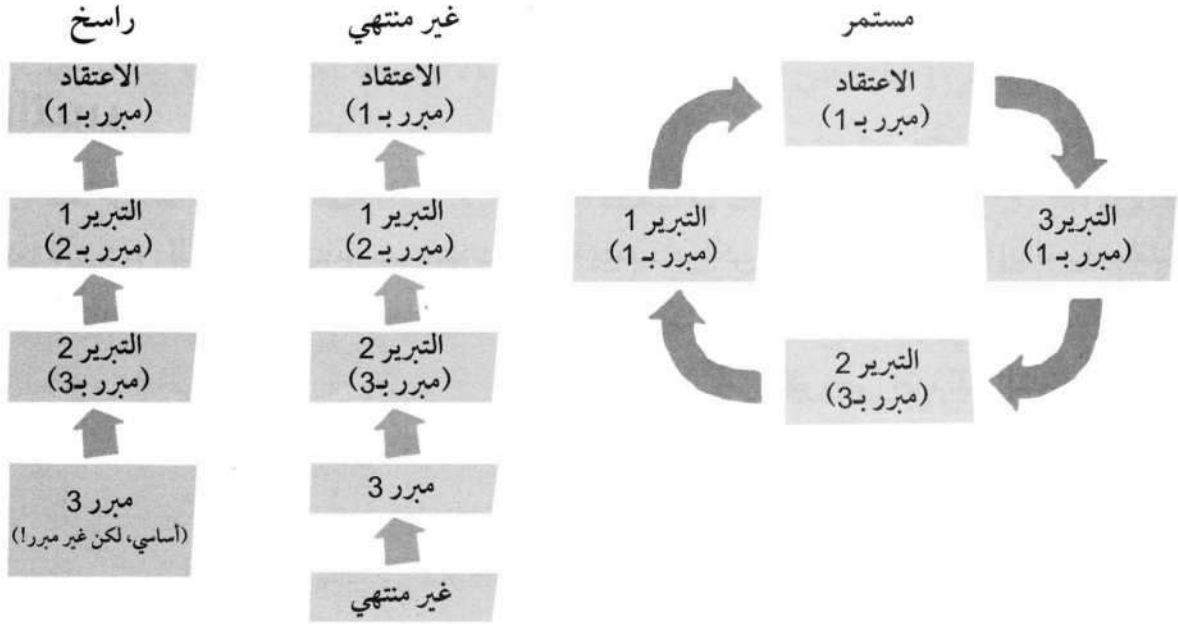 راسخ
الاعتقاد
(مبرر بـ 1)
التبرير 1
(مبرر بـ 2)
التبرير 2
(مبرر بـ3)
مبرر 3
(أساسي، لكن غير مبرر!)
غير منتهي
الاعتقاد
(مبرر بـ 1)
التبرير 1
(مبرر بـ 2)
التبرير 2
(مبرر بـ3)
مبرر 3
غير منتهي
مستمر
الاعتقاد
(مبرر بـ 1)
التبرير3
(مبرر بـ 1)
التبرير 2
(مبرر بـ3)
التبرير 1
(مبرر بـ 1)